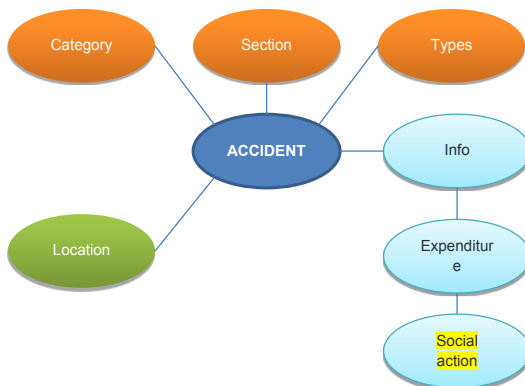 Category
Section
Types
ACCIDENT
Info
Location
Expenditur
e
Social
action